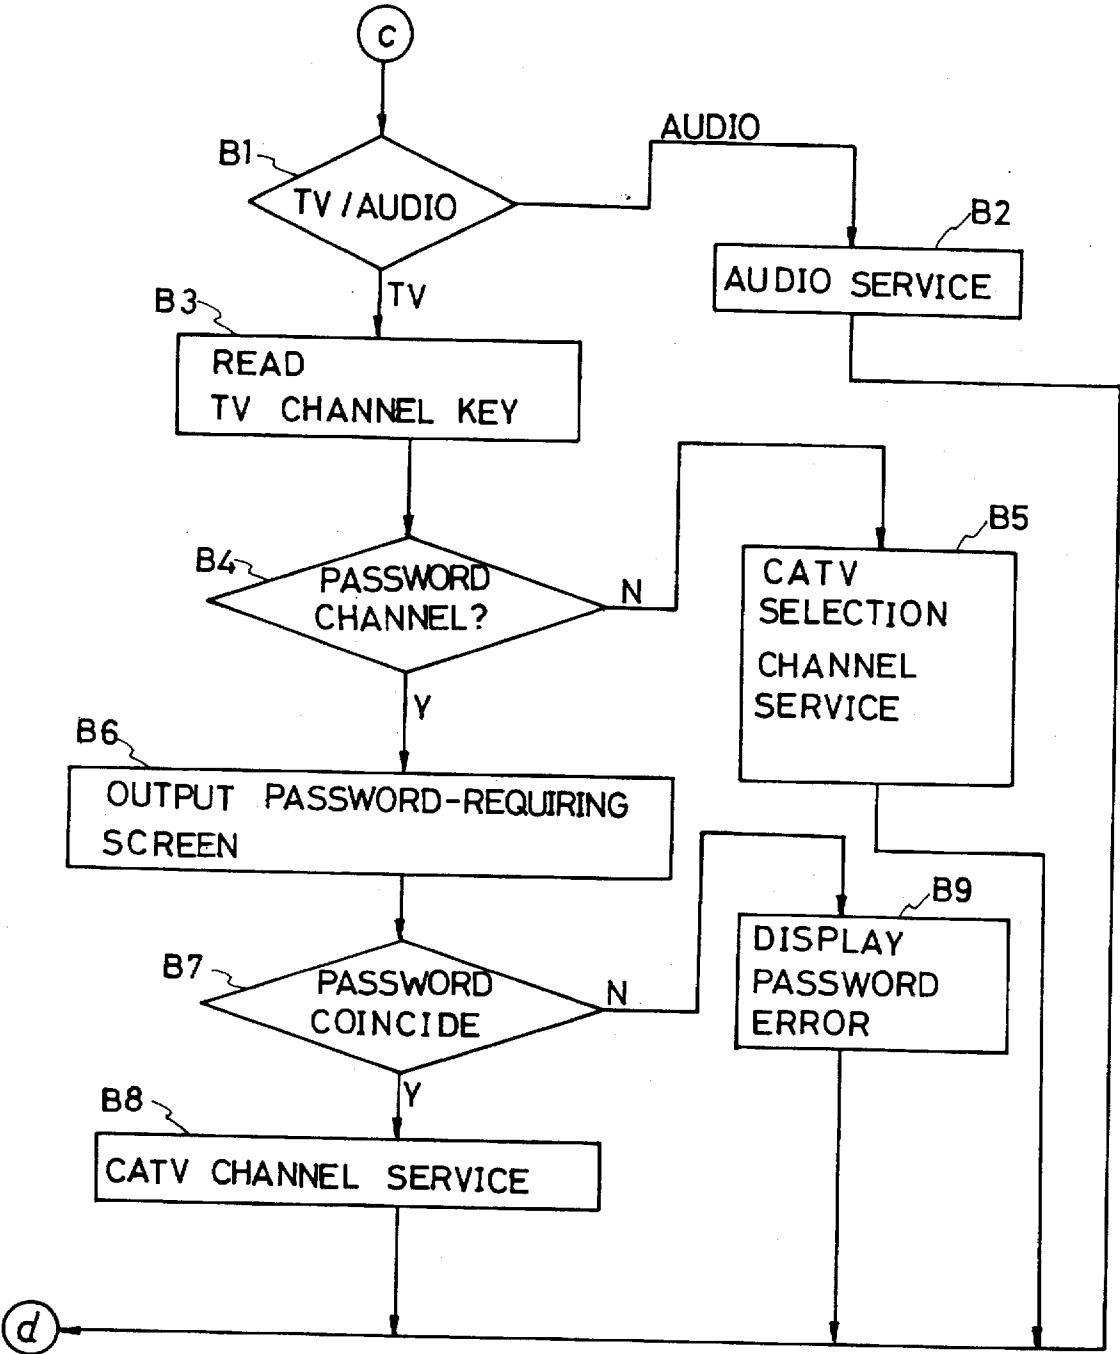 c
AUDIO
B1
TV/AUDIO
B2
AUDIO SERVICE
TV
B3
READ
TV CHANNEL KEY
B4
PASSWORD
CHANNEL?
N
B5
CATV
SELECTION
CHANNEL
SERVICE
Y
B6
OUTPUT PASSWORD-REQUIRING
SCREEN
B7
PASSWORD
COINCIDE
N
B9
DISPLAY
PASSWORD
ERROR
Y
B8
CATV CHANNEL SERVICE
d